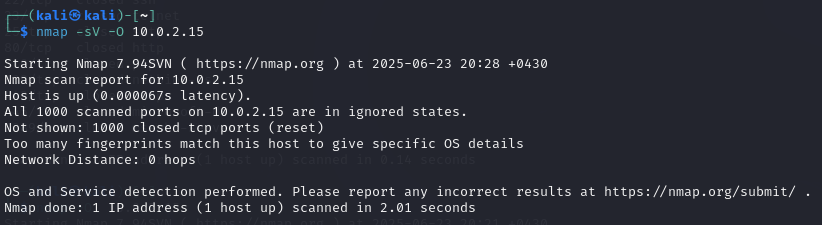 ┌──(kali㉿kali)-[~]
└─$ nmap -sV -O 10.0.2.15
Starting Nmap 7.94SVN ( https://nmap.org ) at 2025-06-23 20:28 +0430
Nmap scan report for 10.0.2.15
Host is up (0.000067s latency).
All 1000 scanned ports on 10.0.2.15 are in ignored states.
Not shown: 1000 closed tcp ports (reset)
Too many fingerprints match this host to give specific OS details
Network Distance: 0 hops
OS and Service detection performed. Please report any incorrect results at https://nmap.org/submit/ .
Nmap done: 1 IP address (1 host up) scanned in 2.01 seconds